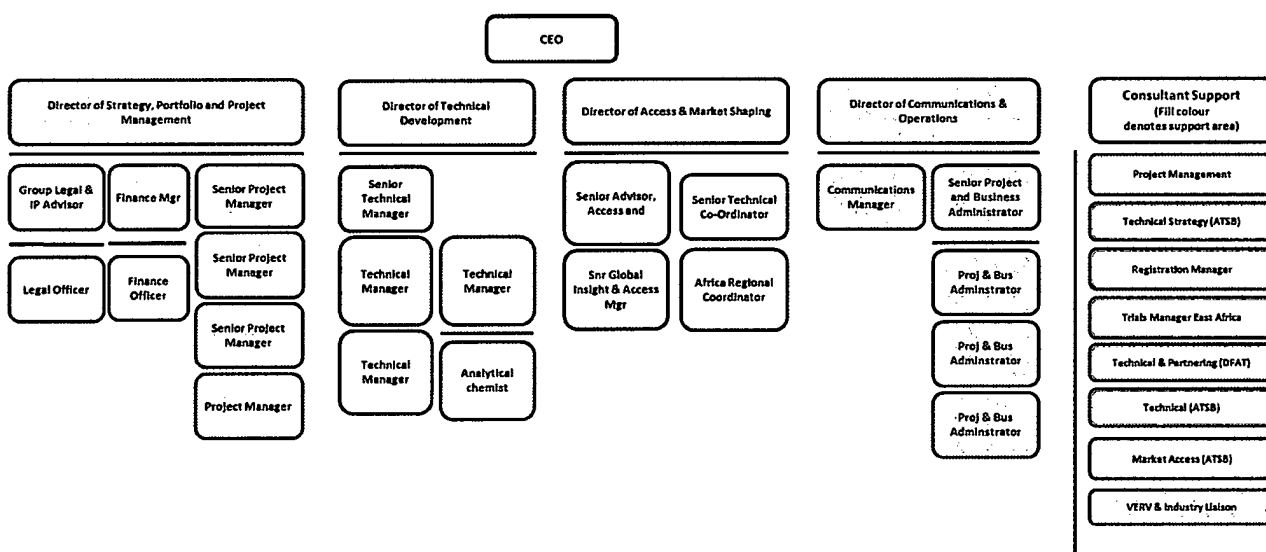 CEO
Director of Strategy, Portfolio and Project
Management
Group Legal &
IP Advisor
Finance Mgr
Senior Project
Manager
Legal Officer
Finance
Officer
Senior Project
Manager
Senior Project
Manager
Project Manager
Director of Technical
Development
Senior
Technical
Manager
Technical
Manager
Technical
Manager
Technical
Manager
Analytical
chemist
Director of Access & Market Shaping
Senior Advisor,
Access and
Senior Technical
Co-Ordinator
Snr Global
Insight & Access
Mgr
Africa Regional
Coordinator
Director of Communications &
Operations
Communications
Manager
Senior Project
and Business
Administrator
Proj & Bus
Adminstrator
Proj & Bus
Adminstrator
Proj & Bus
Adminstrator
Consultant Support
(Fill colour
denotes support area)
Project Management
Technical Strategy (ATSB)
Registration Manager
Trials Manager East Africa
Technical & Partnering (DFAT)
Technical (ATSB)
Market Access (ATSB)
VERV & Industry Liaison